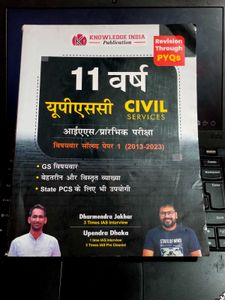 KNOWLEDGE INDIA
Publication
Revision
Through
PYQs
11 वर्ष
यूपीएससी CIVIL
SERVICES
आईएएस/प्रारंभिक परीक्षा
विषयवार सॉल्वड पेपर 1 (2013-2023)
• GS विषयवार
• बेहतरीन और विस्तृत व्याख्या
• State PCS के लिए भी उपयोगी
Dharmendra Jakhar
3 Times IAS Interview
Upendra Dhaka
1 time IAS Interview
5 Times IAS Pre Cleared